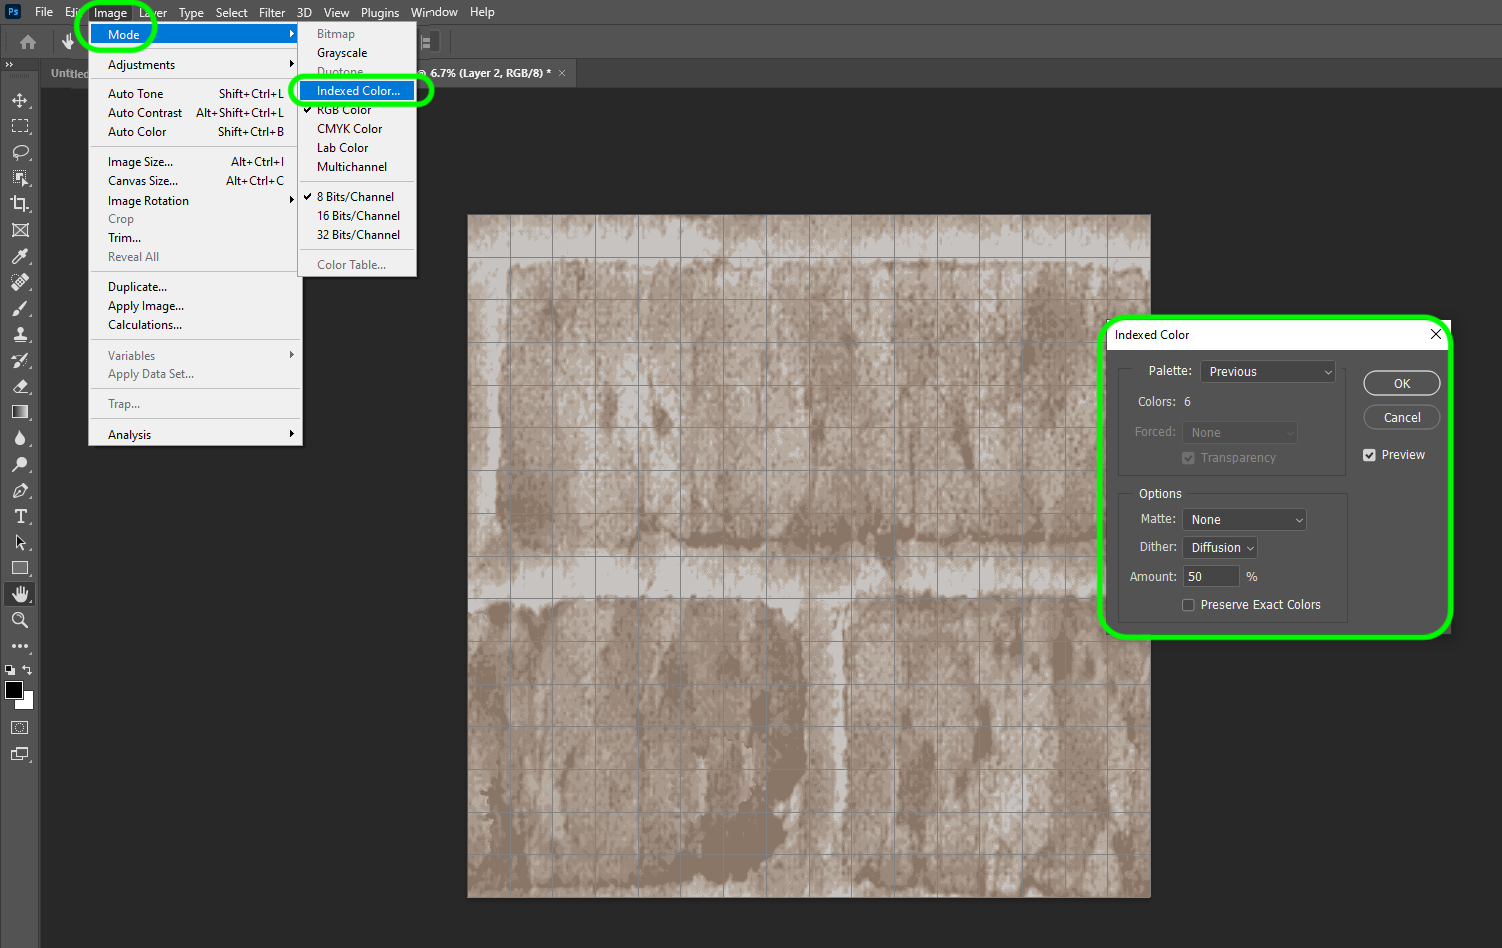 Ps File Edit Image Layer Type Select Filter 3D View Plugins Window Help
Mode
Adjustments
Auto Tone Shift+Ctrl+L
Auto Contrast Alt+Shift+Ctrl+L
Auto Color Shift+Ctrl+B
Image Size... Alt+Ctrl+I
Canvas Size... Alt+Ctrl+C
Image Rotation
Crop
Trim...
Reveal All
Duplicate...
Apply Image...
Calculations...
Variables
Apply Data Set...
Trap...
Analysis
Bitmap
Grayscale
Duotone
Indexed Color...
RGB Color
CMYK Color
Lab Color
Multichannel
8 Bits/Channel
16 Bits/Channel
32 Bits/Channel
Color Table...
@ 6.7% (Layer 2, RGB/8) * ×
Indexed Color
Palette: Previous
Colors: 6
Forced: None
Transparency
OK
Cancel
Preview
Options
Matte: None
Dither: Diffusion
Amount: 50 %
Preserve Exact Colors